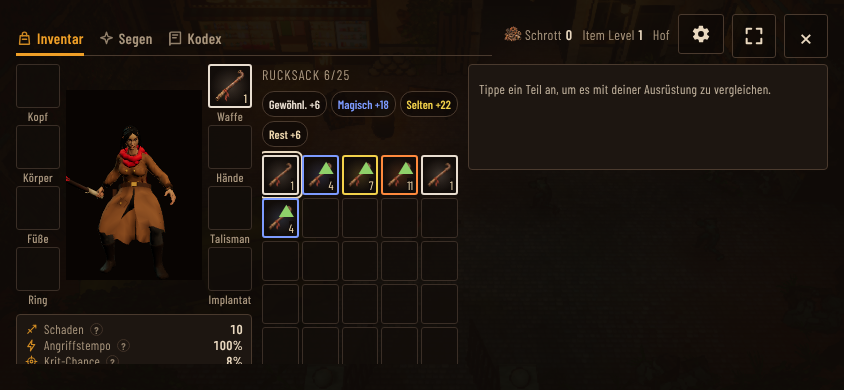 Inventar
Segen
Kodex
Schrott 0
Item Level 1
Hof
Kopf
Körper
Füße
Ring
1
Waffe
Hände
Talisman
Implantat
Schaden ? 10
Angriffstempo ? 100%
Krit-Chance ? 8%
RUCKSACK 6/25
Gewöhnl. +6
Magisch +18
Selten +22
Rest +6
1 4 7 11 1
4
Tippe ein Teil an, um es mit deiner Ausrüstung zu vergleichen.